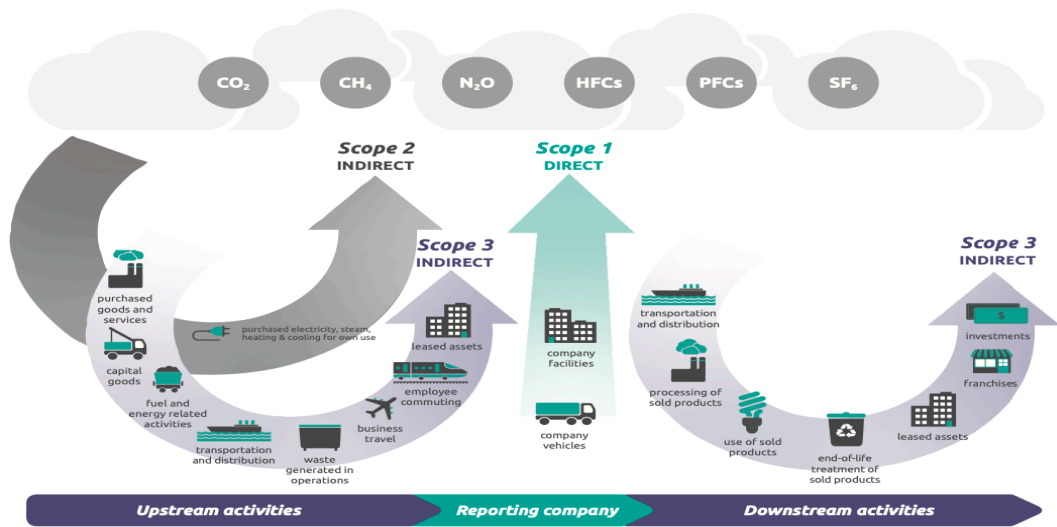 CO₂
CH₄
N₂O
HFCs
PFCs
SF₆
Scope 2
INDIRECT
Scope 1
DIRECT
Scope 3
INDIRECT
Scope 3
INDIRECT
purchased
goods and
services
capital
goods
fuel and
energy related
activities
transportation
and distribution
waste
generated in
operations
business
travel
employee
commuting
leased assets
purchased electricity, steam,
heating & cooling for own use
company
facilities
company
vehicles
transportation
and distribution
processing of
sold products
use of sold
products
end-of-life
treatment of
sold products
leased assets
franchises
$
investments
Upstream activities
Reporting company
Downstream activities